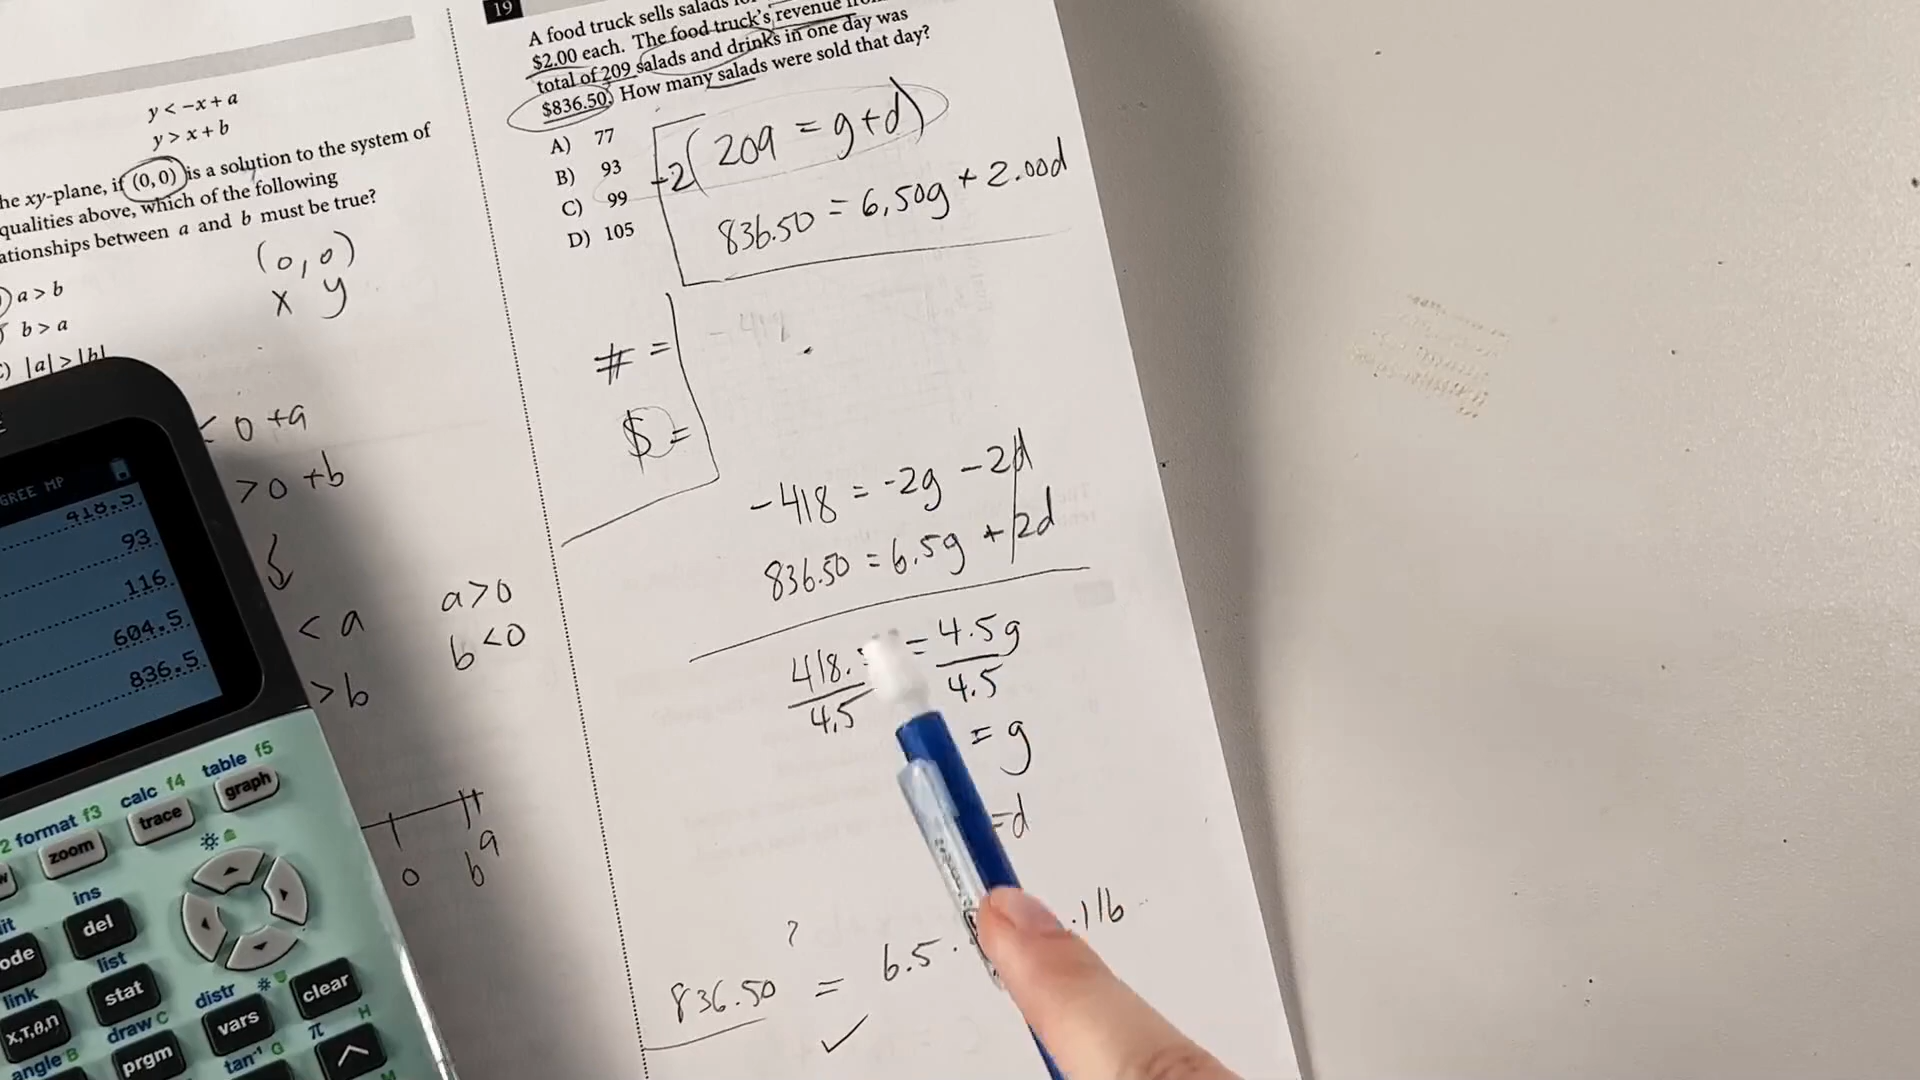 y < -x + a
y > x + b
he xy-plane, if (0, 0) is a solution to the system of
qualities above, which of the following
ationships between a and b must be true?
a > b
b > a
|a| > |b|
(0, 0)
x y
< 0 + a
> 0 + b
< a
> b
a > 0
b < 0
0 b a
19
A food truck sells salads
$2.00 each. The food truck's revenue
total of 209 salads and drinks in one day was
$836.50. How many salads were sold that day?
A) 77
B) 93
C) 99
D) 105
-2(209 = g + d)
836.50 = 6.50g + 2.00d
# =
$ =
-418 = -2g - 2d
836.50 = 6.5g + 2d
418. = 4.5g
4.5 4.5
= g
= d
836.50 ? = 6.5 ·
GREE MP
418.5
93
116
604.5
836.5
format f3 calc f4 table f5
zoom trace graph
ins
del
list
stat
link
X,T,θ,n
angle B
draw C
prgm
distr
vars
tan⁻¹ G
clear
π H